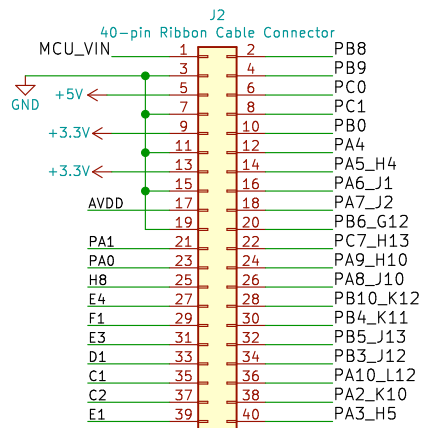 J2
40-pin Ribbon Cable Connector
MCU_VIN 1 2 PB8
3 4 PB9
GND
+5V 5 6 PC0
7 8 PC1
+3.3V 9 10 PB0
11 12 PA4
+3.3V 13 14 PA5_H4
15 16 PA6_J1
AVDD 17 18 PA7_J2
19 20 PB6_G12
PA1 21 22 PC7_H13
PA0 23 24 PA9_H10
H8 25 26 PA8_J10
E4 27 28 PB10_K12
F1 29 30 PB4_K11
E3 31 32 PB5_J13
D1 33 34 PB3_J12
C1 35 36 PA10_L12
C2 37 38 PA2_K10
E1 39 40 PA3_H5